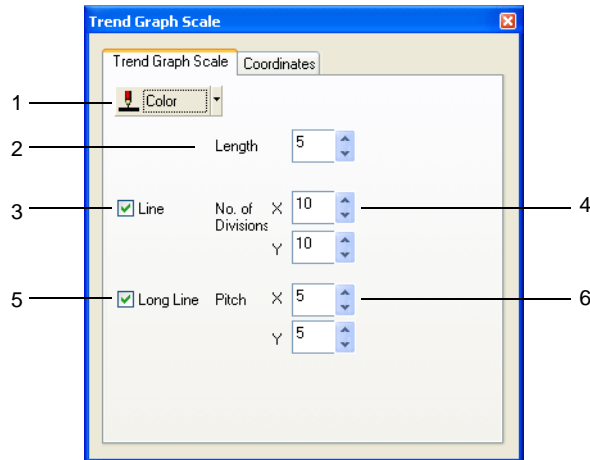 Trend Graph Scale
Trend Graph Scale Coordinates
1 Color
2 Length 5
3 Line No. of Divisions X 10 4
Y 10
5 Long Line Pitch X 5 6
Y 5